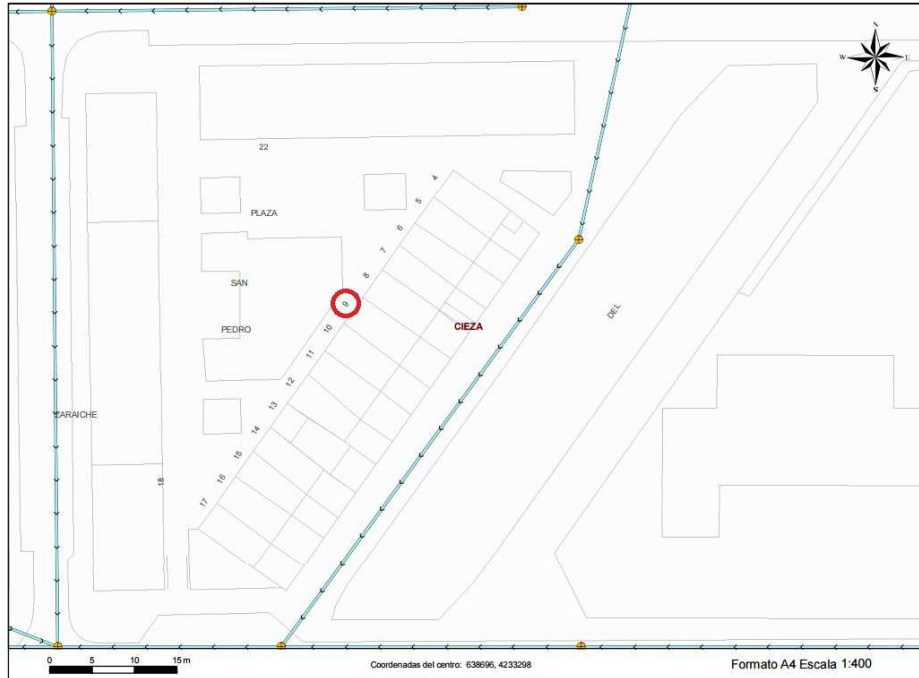 N
W
E
S
22
PLAZA
SAN
PEDRO
ZARAICHE
18
4
5
6
7
8
9
10
11
12
13
14
15
16
17
CIEZA
DEL
0 5 10 15 m
Coordenadas del centro: 638696, 4233298
Formato A4 Escala 1:400